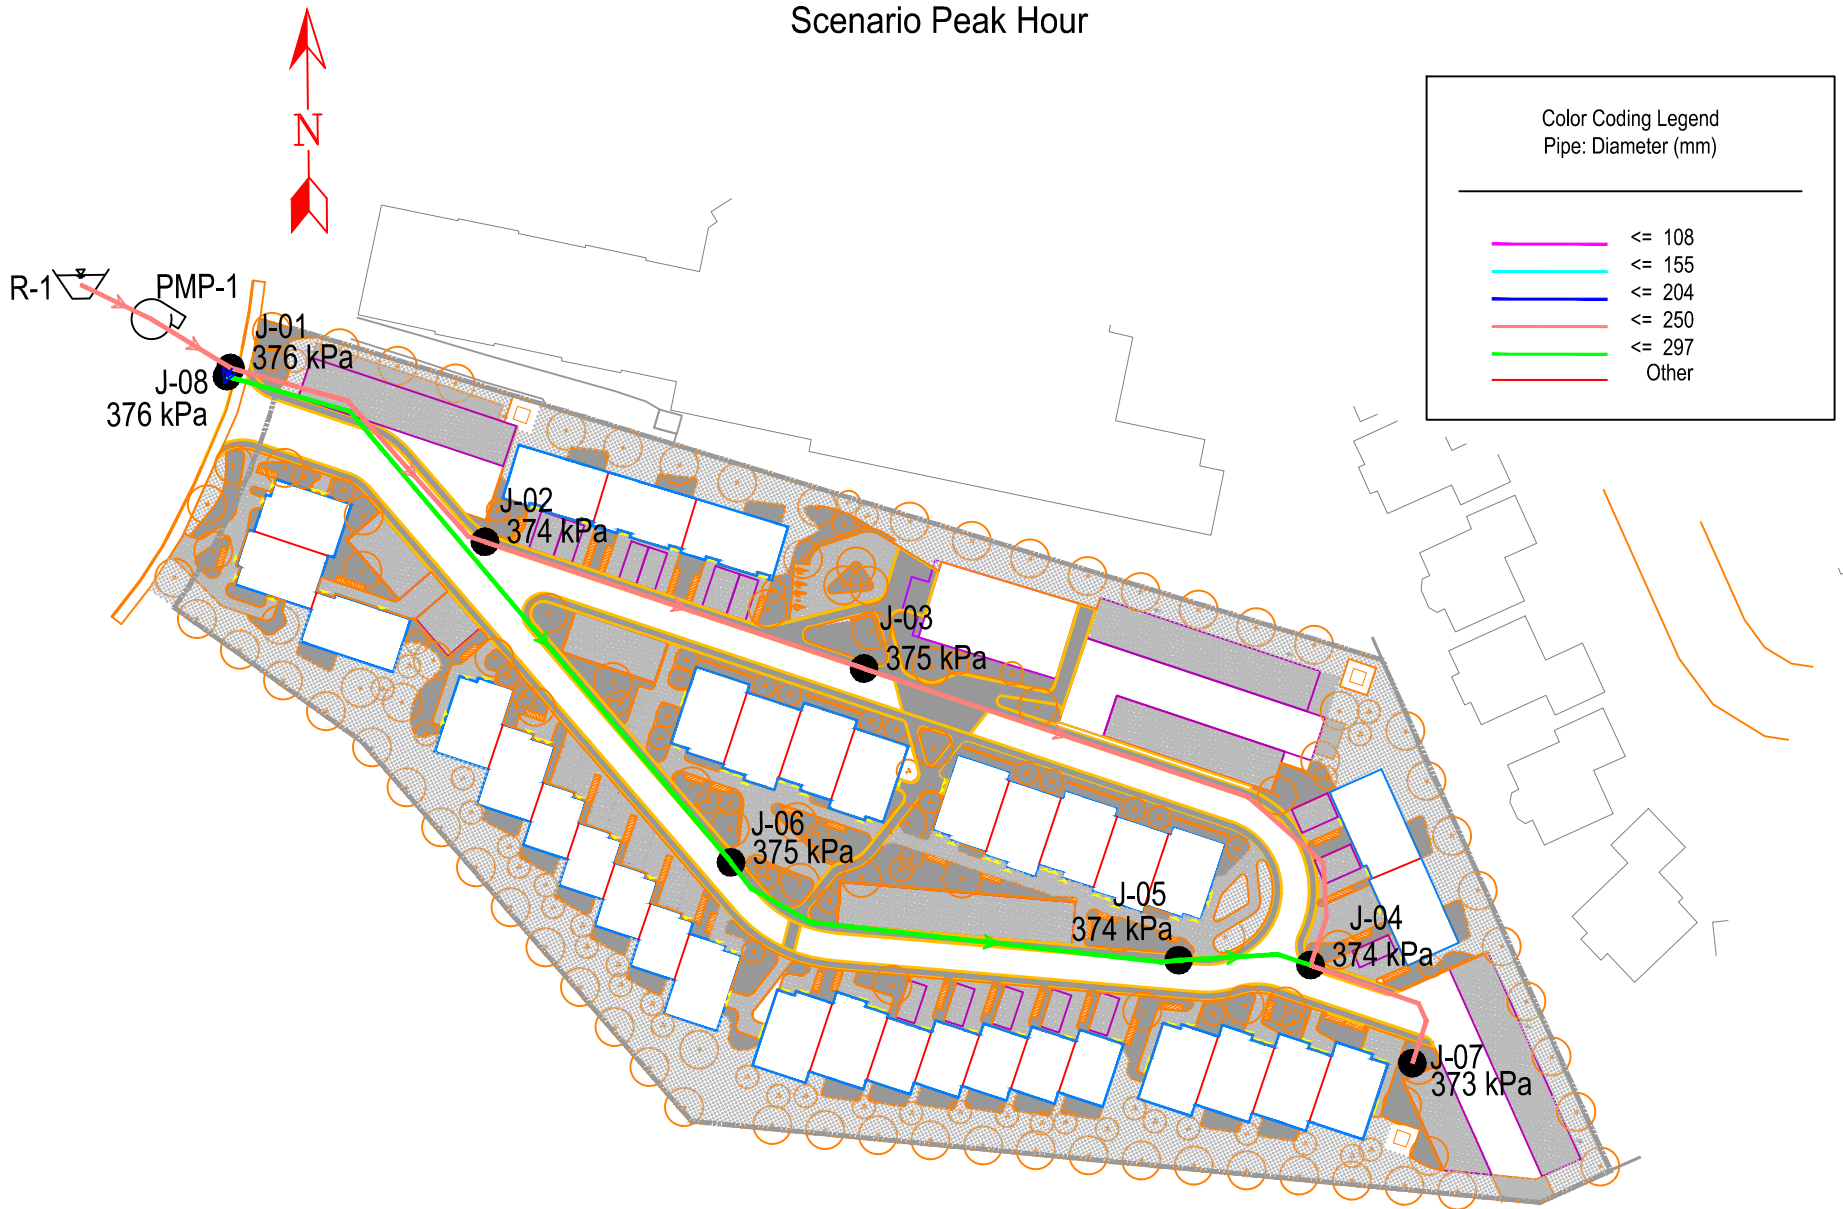 Scenario Peak Hour
N
Color Coding Legend
Pipe: Diameter (mm)
<= 108
<= 155
<= 204
<= 250
<= 297
Other
R-1
PMP-1
J-01
376 kPa
J-08
376 kPa
J-02
374 kPa
J-03
375 kPa
J-06
375 kPa
J-05
374 kPa
J-04
374 kPa
J-07
373 kPa